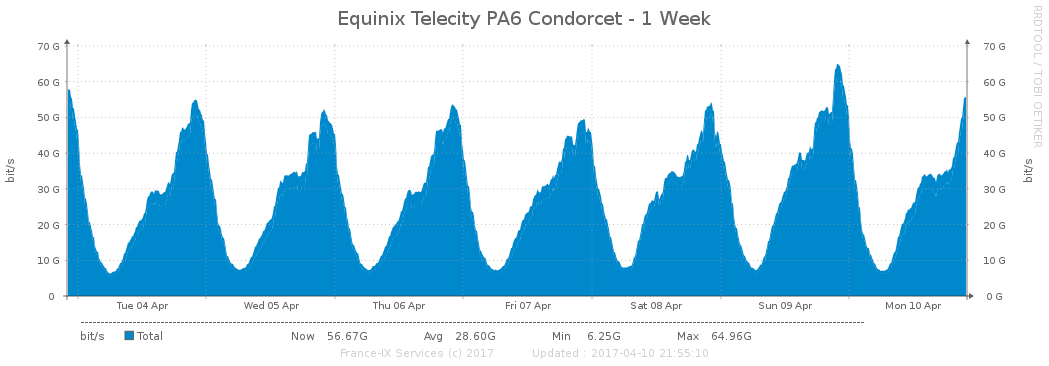 Equinix Telecity PA6 Condorcet - 1 Week
RRDTOOL / TOBI OETIKER
bit/s
70 G
60 G
50 G
40 G
30 G
20 G
10 G
0
70 G
60 G
50 G
40 G
30 G
20 G
10 G
0 G
bit/s
Tue 04 Apr Wed 05 Apr Thu 06 Apr Fri 07 Apr Sat 08 Apr Sun 09 Apr Mon 10 Apr
bit/s Total Now 56.67G Avg 28.60G Min 6.25G Max 64.96G
France-IX Services (c) 2017 Updated : 2017-04-10 21:55:10